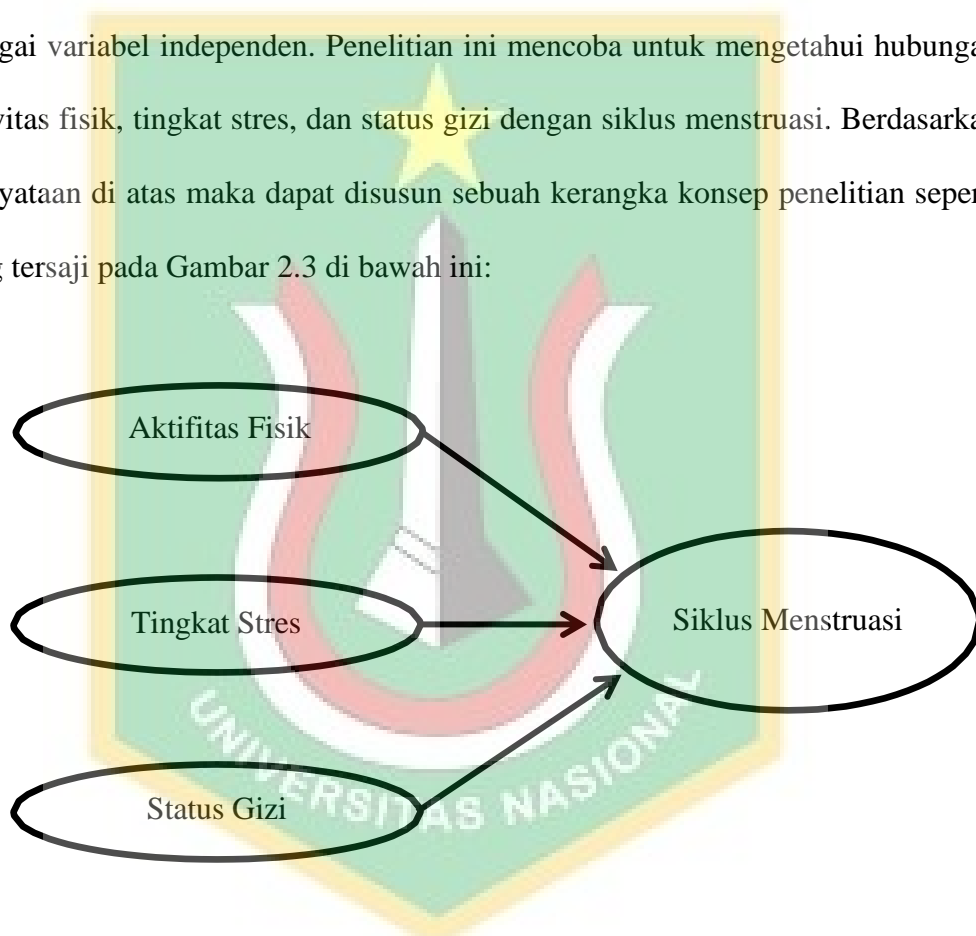 gai variabel independen. Penelitian ini mencoba untuk mengetahui hubunga
vitas fisik, tingkat stres, dan status gizi dengan siklus menstruasi. Berdasarka
yataan di atas maka dapat disusun sebuah kerangka konsep penelitian seper
g tersaji pada Gambar 2.3 di bawah ini:
Aktifitas Fisik
Tingkat Stres
Siklus Menstruasi
Status Gizi
UNIVERSITAS NASIONAL